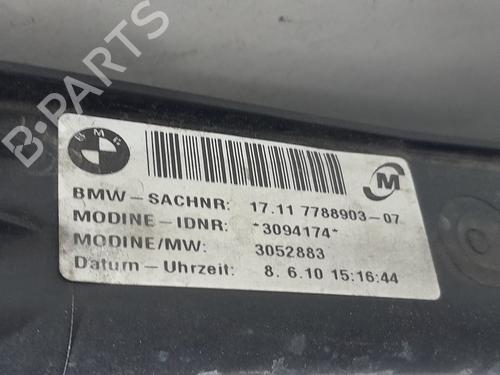 B-PARTS
BMW
M
BMW-SACHNR: 17.11 7788903-07
MODINE-IDNR: *3094174*
MODINE/MW: 3052883
Datum-Uhrzeit: 8. 6.10 15:16:44